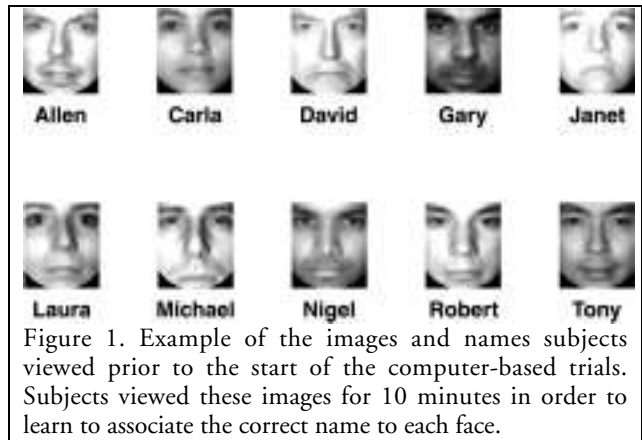 Allen Carla David Gary Janet
Laura Michael Nigel Robert Tony
Figure 1. Example of the images and names subjects
viewed prior to the start of the computer-based trials.
Subjects viewed these images for 10 minutes in order to
learn to associate the correct name to each face.